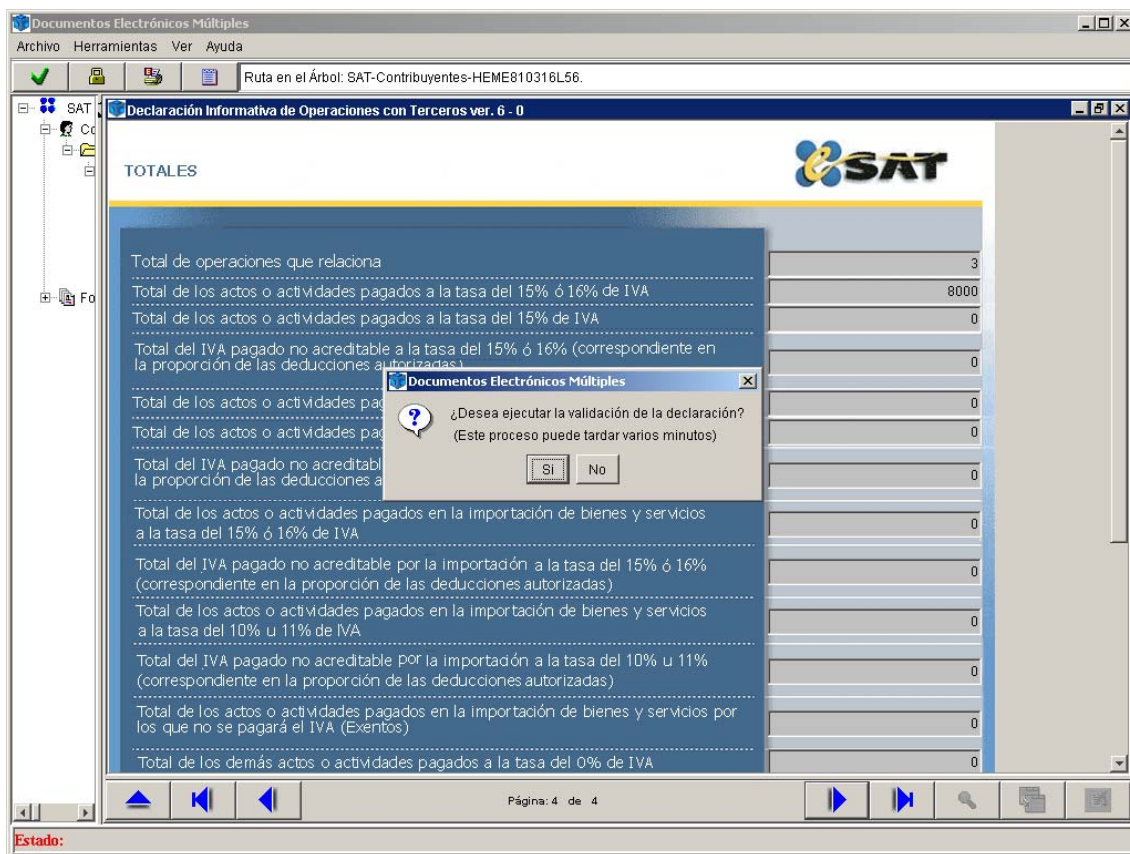 Documentos Electrónicos Múltiples
Archivo Herramientas Ver Ayuda
Ruta en el Árbol: SAT-Contribuyentes-HEME810316L56.
SAT
Declaración Informativa de Operaciones con Terceros ver. 6 - 0
TOTALES
eSAT
Total de operaciones que relaciona 3
Total de los actos o actividades pagados a la tasa del 15% ó 16% de IVA 8000
Total de los actos o actividades pagados a la tasa del 15% de IVA 0
Total del IVA pagado no acreditable a la tasa del 15% ó 16% (correspondiente en
la proporción de las deducciones autorizadas) 0
Documentos Electrónicos Múltiples
¿Desea ejecutar la validación de la declaración?
(Este proceso puede tardar varios minutos)
Si No
Total de los actos o actividades 0
Total de los actos o actividades 0
Total del IVA pagado no
la proporción de las deducciones 0
Total de los actos o actividades pagados en la importación de bienes y servicios
a la tasa del 15% ó 16% de IVA 0
Total del IVA pagado no acreditable por la importación a la tasa del 15% ó 16%
(correspondiente en la proporción de las deducciones autorizadas) 0
Total de los actos o actividades pagados en la importación de bienes y servicios
a la tasa del 10% u 11% de IVA 0
Total del IVA pagado no acreditable por la importación a la tasa del 10% u 11%
(correspondiente en la proporción de las deducciones autorizadas) 0
Total de los actos o actividades pagados en la importación de bienes y servicios por
los que no se pagará el IVA (Exentos) 0
Total de los demás actos o actividades pagados a la tasa del 0% de IVA 0
Página: 4 de 4
Estado: